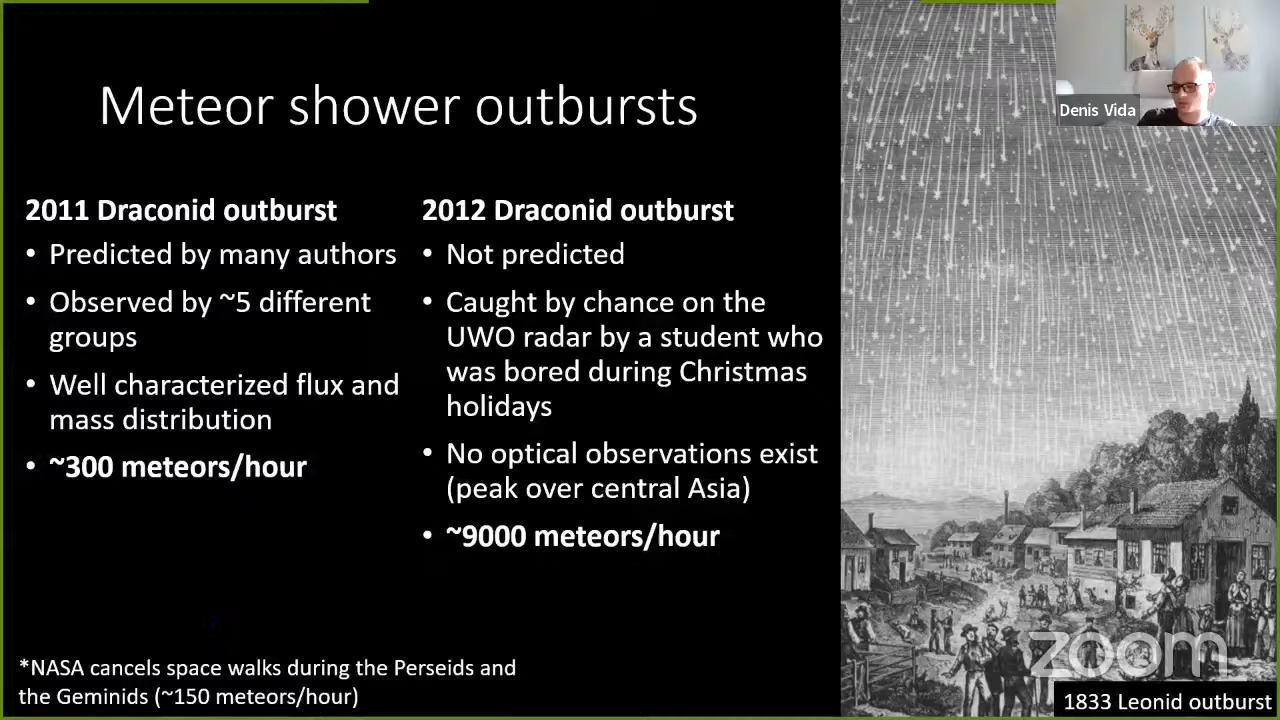 Meteor shower outbursts
Denis Vida
2011 Draconid outburst
• Predicted by many authors
• Observed by ~5 different
groups
• Well characterized flux and
mass distribution
• ~300 meteors/hour
2012 Draconid outburst
• Not predicted
• Caught by chance on the
UWO radar by a student who
was bored during Christmas
holidays
• No optical observations exist
(peak over central Asia)
• ~9000 meteors/hour
*NASA cancels space walks during the Perseids and
the Geminids (~150 meteors/hour)
zoom
1833 Leonid outburst